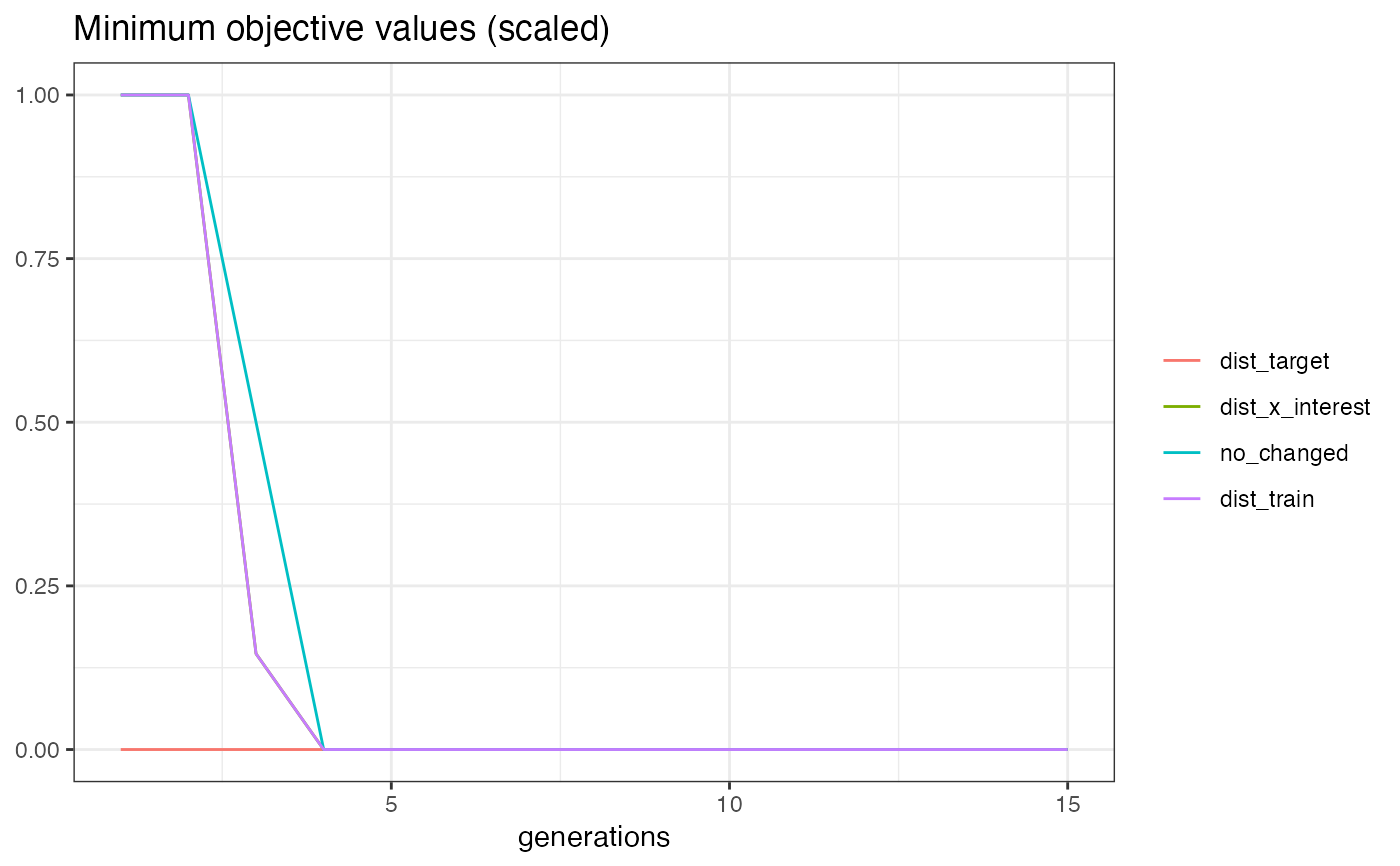 Minimum objective values (scaled)
1.00
0.75
0.50
0.25
0.00
5
10
15
generations
dist_target
dist_x_interest
no_changed
dist_train